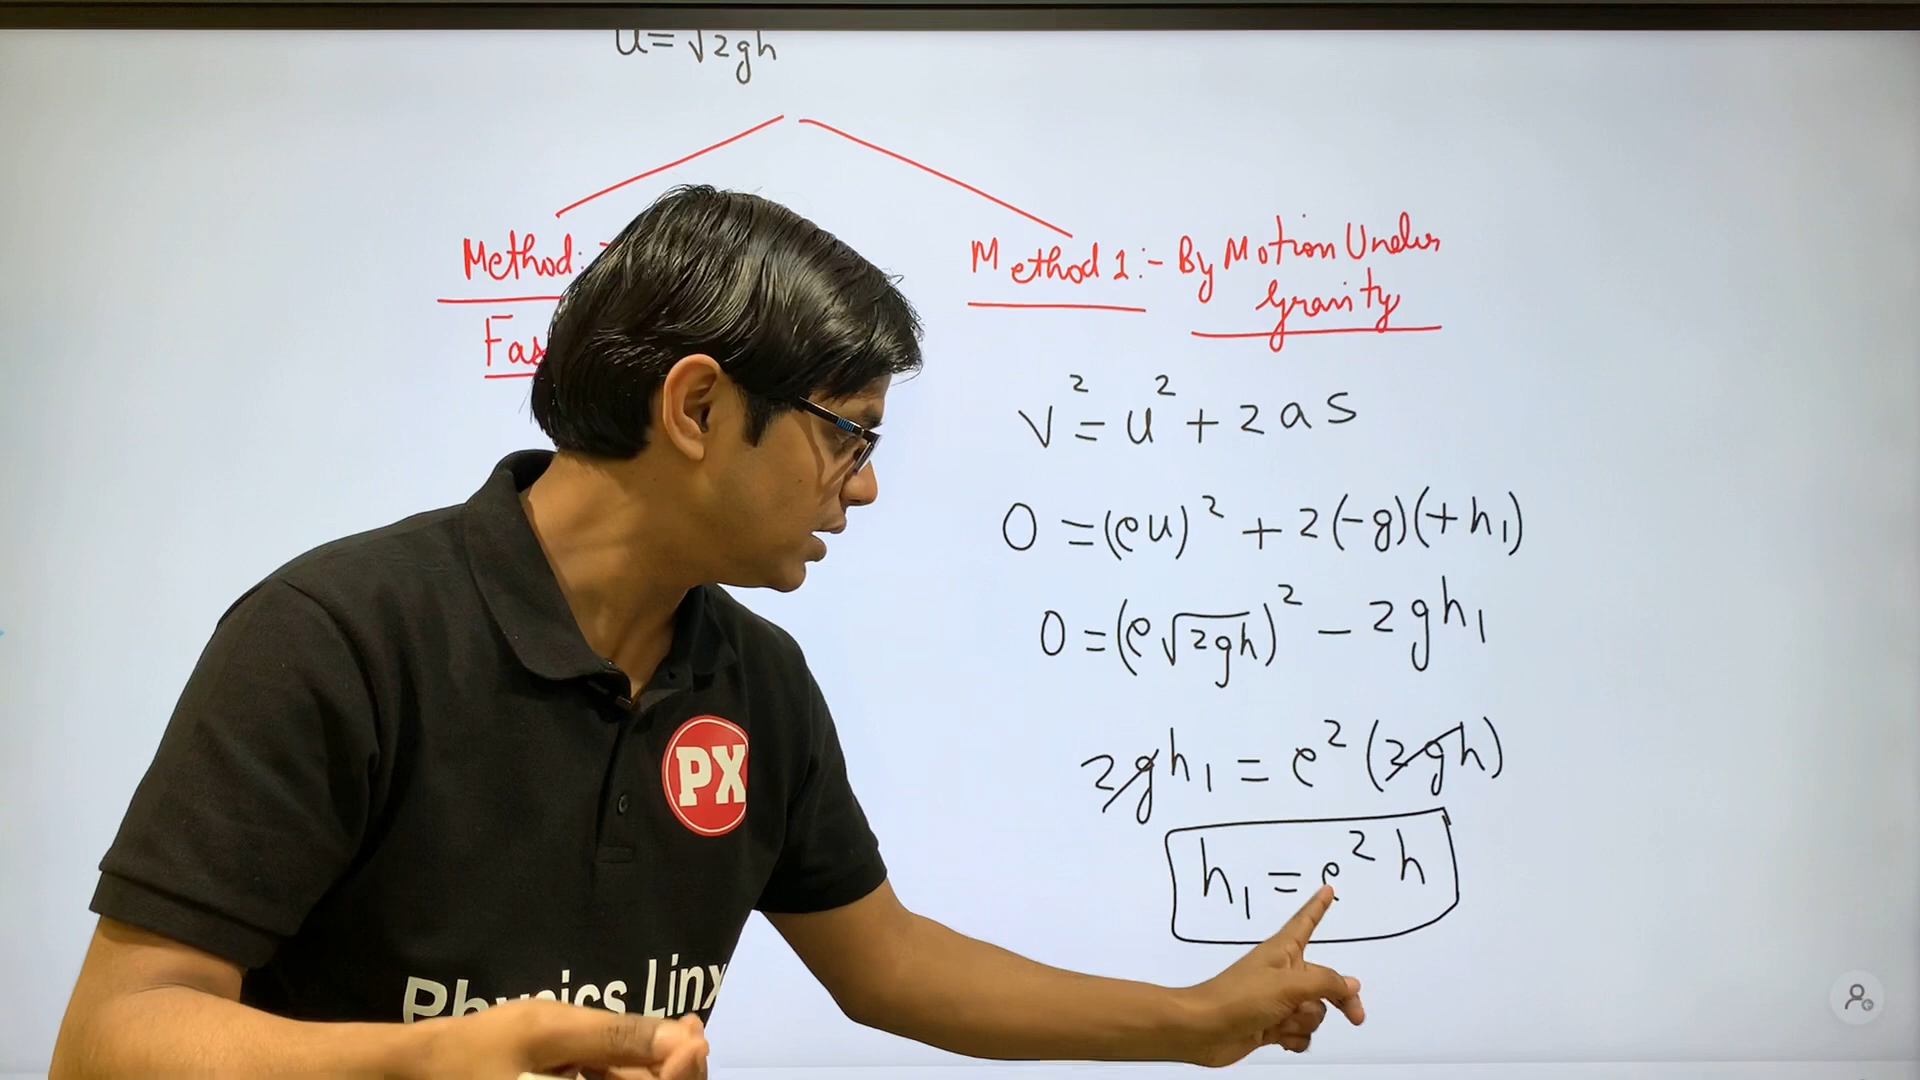 u = √2gh
Method:-
Method 1:- By Motion Under
Gravity
v² = u² + 2as
0 = (eu)² + 2(-g)(+h₁)
0 = (e√2gh)² - 2gh₁
2gh₁ = e²(2gh)
h₁ = e²h
PX
Physics Linx